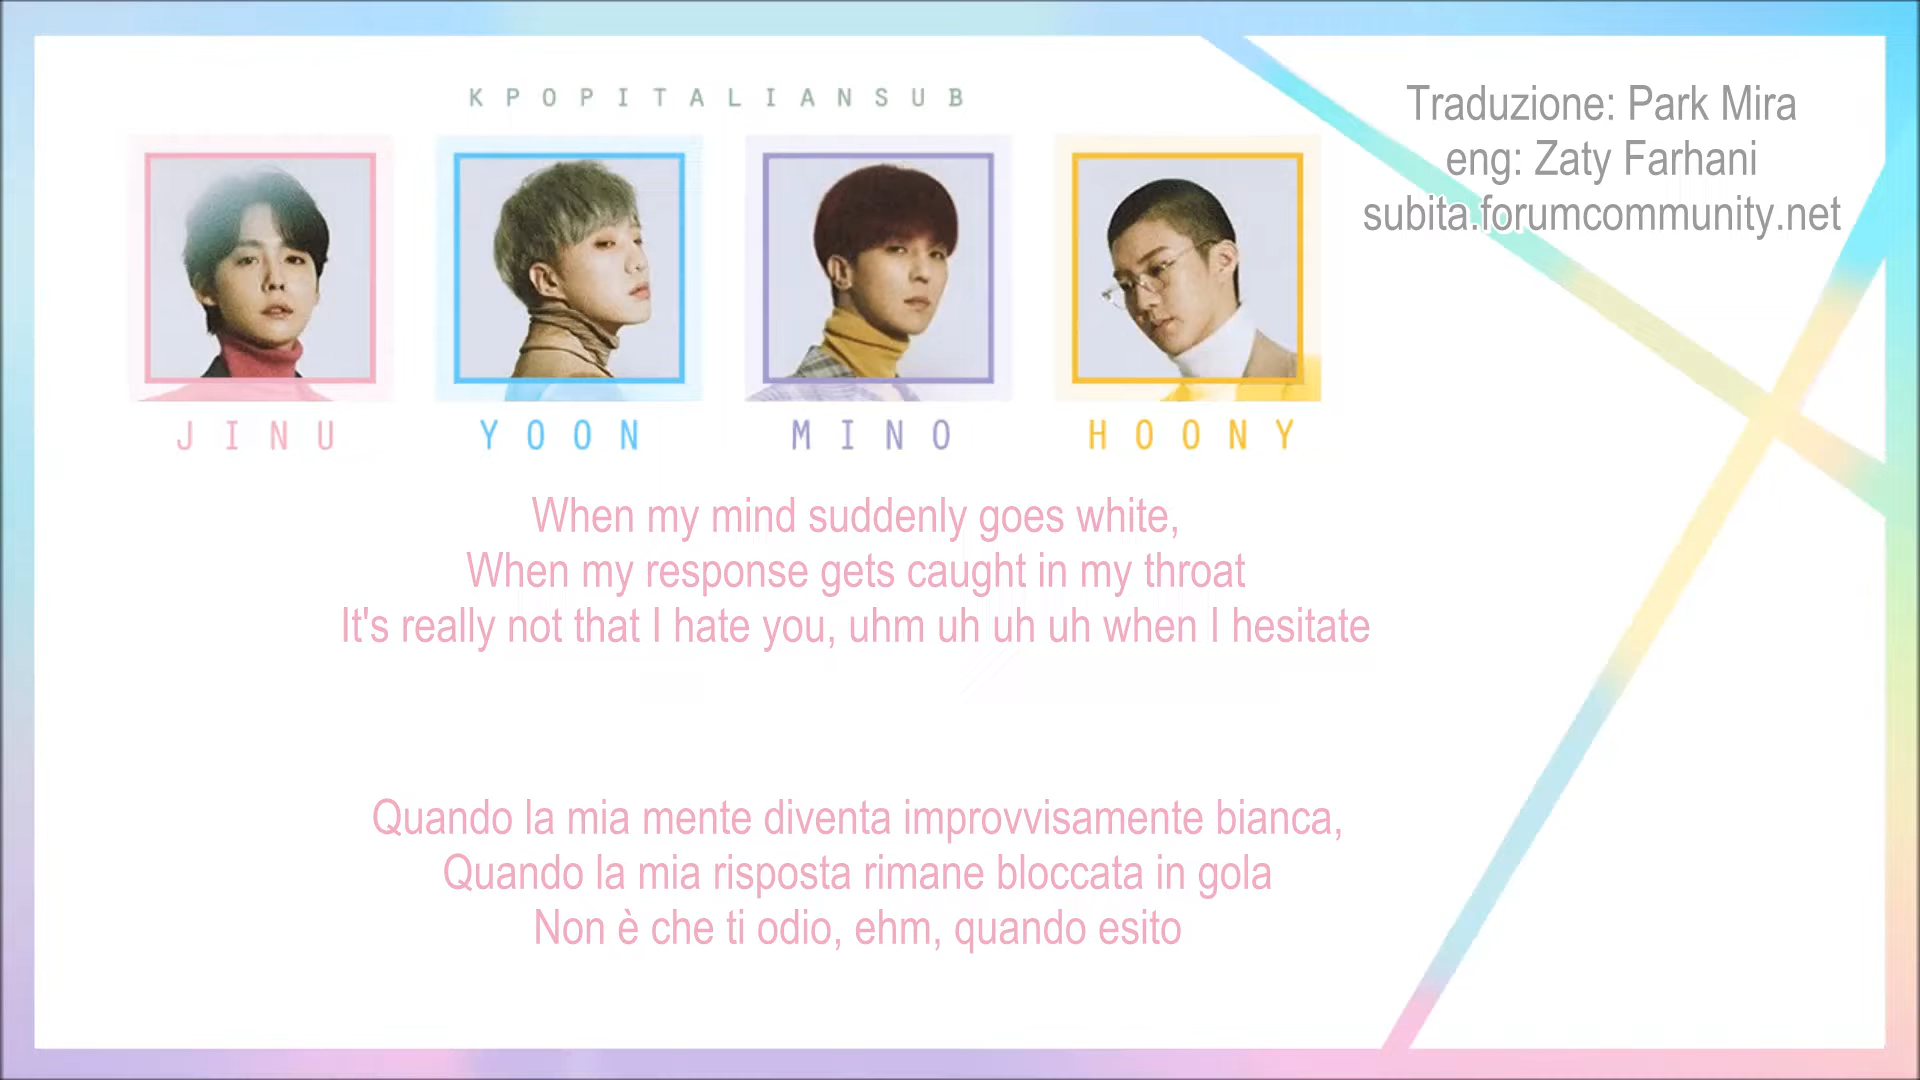 KPOPITALIANSUB
Traduzione: Park Mira
eng: Zaty Farhani
subita.forumcommunity.net
JINU
YOON
MINO
HOONY
When my mind suddenly goes white,
When my response gets caught in my throat
It's really not that I hate you, uhm uh uh uh when I hesitate
Quando la mia mente diventa improvvisamente bianca,
Quando la mia risposta rimane bloccata in gola
Non è che ti odio, ehm, quando esito